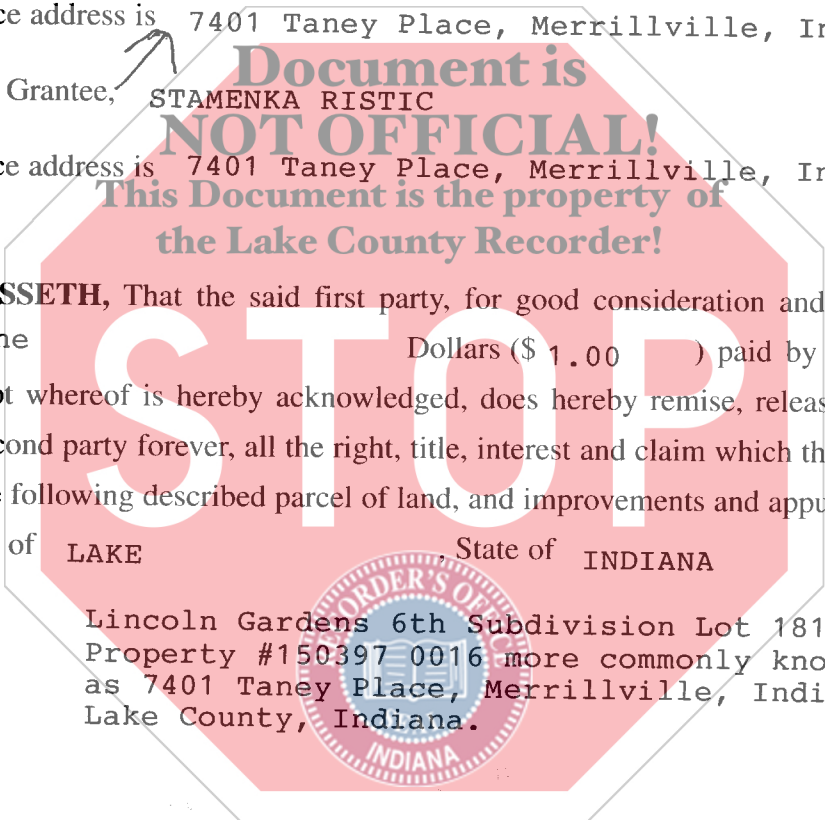 ce address is 7401 Taney Place, Merrillville, In
Document is
Grantee, STAMENKA RISTIC
NOT OFFICIAL!
ce address is 7401 Taney Place, Merrillville, In
This Document is the property of
the Lake County Recorder!
SSETH, That the said first party, for good consideration and
ne Dollars ($ 1.00 ) paid by
STOP
t whereof is hereby acknowledged, does hereby remise, releas
cond party forever, all the right, title, interest and claim which th
following described parcel of land, and improvements and appu
of LAKE , State of INDIANA
RECORDER'S OFFICE
Lincoln Gardens 6th Subdivision Lot 181
Property #150397 0016 more commonly kno
as 7401 Taney Place, Merrillville, Indi
Lake County, Indiana.
INDIANA